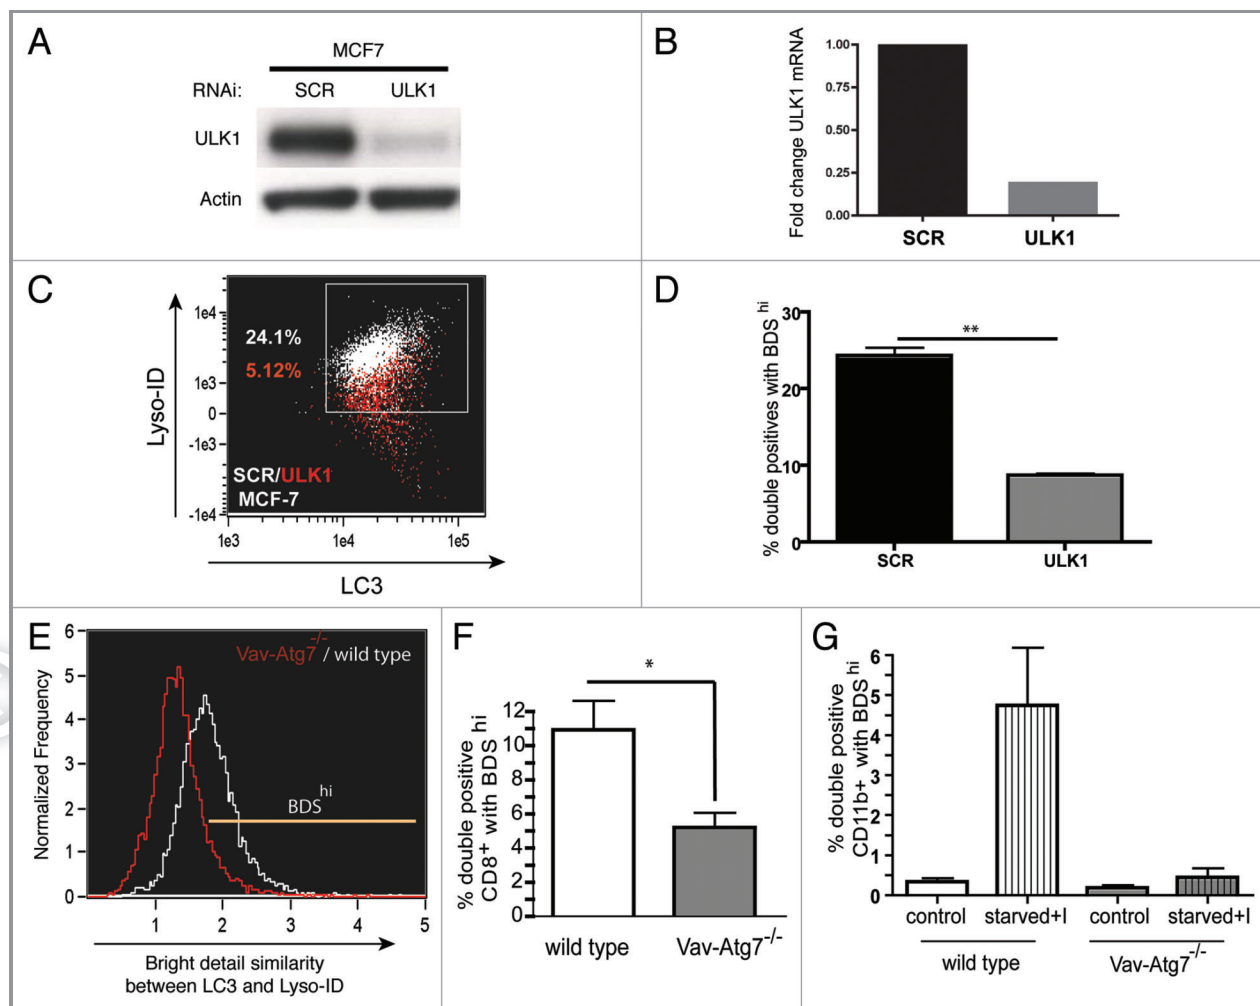 A
MCF7
RNAi: SCR ULK1
ULK1
Actin
B
Fold change ULK1 mRNA
1.00
0.50
0.25
0.00
SCR ULK1
C
Lyso-ID
1e4
1e3
0
-1e3
-1e4
24.1%
5.12%
SCR/ULK1
MCF-7
1e3 1e4 1e5
LC3
D
% double positives with BDS hi
30
20
10
0
**
SCR ULK1
E
Normalized Frequency
6
5
4
3
2
1
0
Vav-Atg7-/- / wild type
BDS hi
1 2 3 4 5
Bright detail similarity
between LC3 and Lyso-ID
F
% double positive
CD8+ with BDS hi
12
11
10
8
6
4
2
0
*
wild type Vav-Atg7-/-
G
% double positive
CD11b+ with BDS hi
6
5
4
5
2
1
0
control starved+I control starved+I
wild type Vav-Atg7-/-